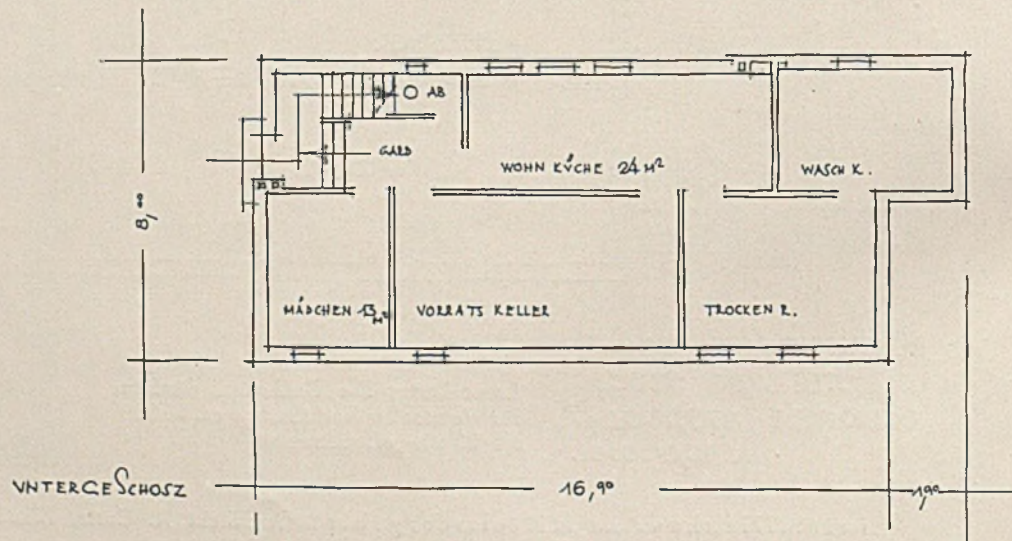 AB
GARD
WOHN KÜCHE 24 M²
WASCH K.
8,00
MÄDCHEN 13 M²
VORRATS KELLER
TROCKEN R.
UNTERGESCHOSZ
16,90
1,90